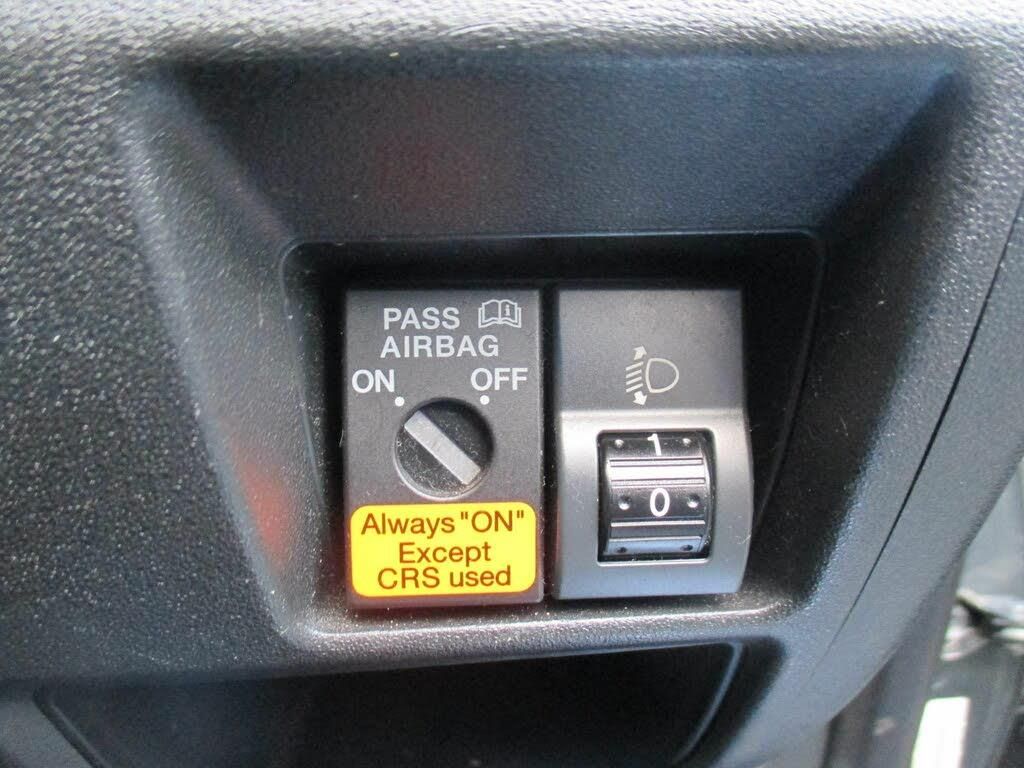 PASS
AIRBAG
ON OFF
Always "ON"
Except
CRS used
1
0